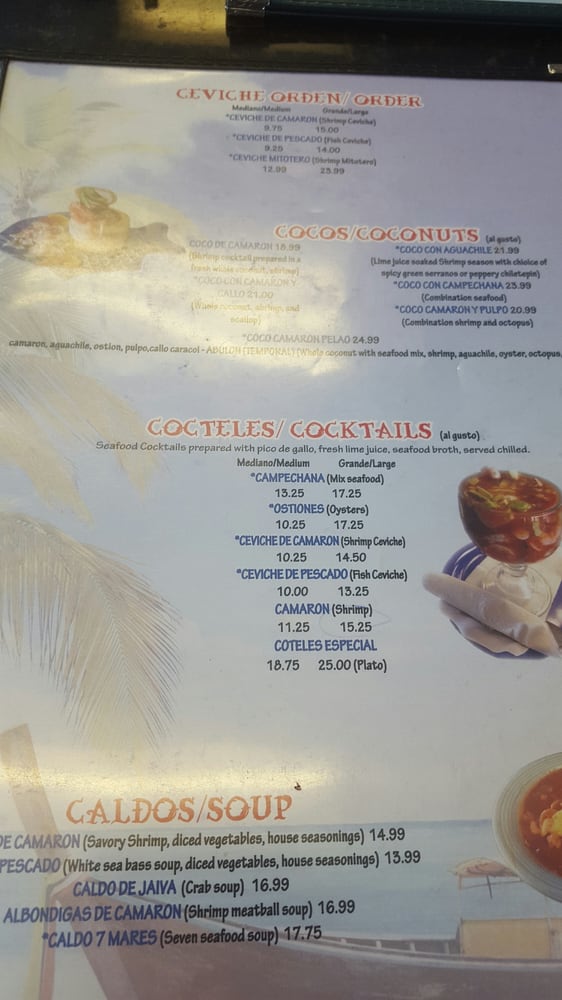 CEVICHE ORDEN/ ORDER
Mediano/Medium Grande/Large
*CEVICHE DE CAMARON (Shrimp Ceviche)
9.75 15.00
*CEVICHE DE PESCADO (Fish Ceviche)
9.25 14.00
*CEVICHE MITOTERO (Shrimp Mitotero)
12.99 25.99
COCOS/COCONUTS (al gusto)
COCO DE CAMARON 18.99
(Shrimp cocktail prepared in a
fresh whole coconut, shrimp)
*COCO CON CAMARON Y
CALLO 21.00
(Whole coconut, shrimp, and
scallop)
*COCO CON AGUACHILE 21.99
(Lime juice soaked Shrimp season with chioice of
spicy green serranos or peppery chiletepin)
*COCO CON CAMPECHANA 23.99
(Combination seafood)
*COCO CAMARON Y PULPO 20.99
(Combination shrimp and octopus)
*COCO CAMARON PELAO 24.99
camaron, aguachile, ostion, pulpo,callo caracol - ABULON (TEMPORAL) (Whole coconut with seafood mix, shrimp, aguachile, oyster, octopus,
COCTELES/ COCKTAILS (al gusto)
Seafood Cocktails prepared with pico de gallo, fresh lime juice, seafood broth, served chilled.
Mediano/Medium Grande/Large
*CAMPECHANA (Mix seafood)
13.25 17.25
*OSTIONES (Oysters)
10.25 17.25
*CEVICHE DE CAMARON (Shrimp Ceviche)
10.25 14.50
*CEVICHE DE PESCADO (Fish Ceviche)
10.00 13.25
CAMARON (Shrimp)
11.25 15.25
COTELES ESPECIAL
18.75 25.00 (Plato)
CALDOS/SOUP
DE CAMARON (Savory Shrimp, diced vegetables, house seasonings) 14.99
PESCADO (White sea bass soup, diced vegetables, house seasonings) 13.99
CALDO DE JAIVA (Crab soup) 16.99
ALBONDIGAS DE CAMARON (Shrimp meatball soup) 16.99
*CALDO 7 MARES (Seven seafood soup) 17.75